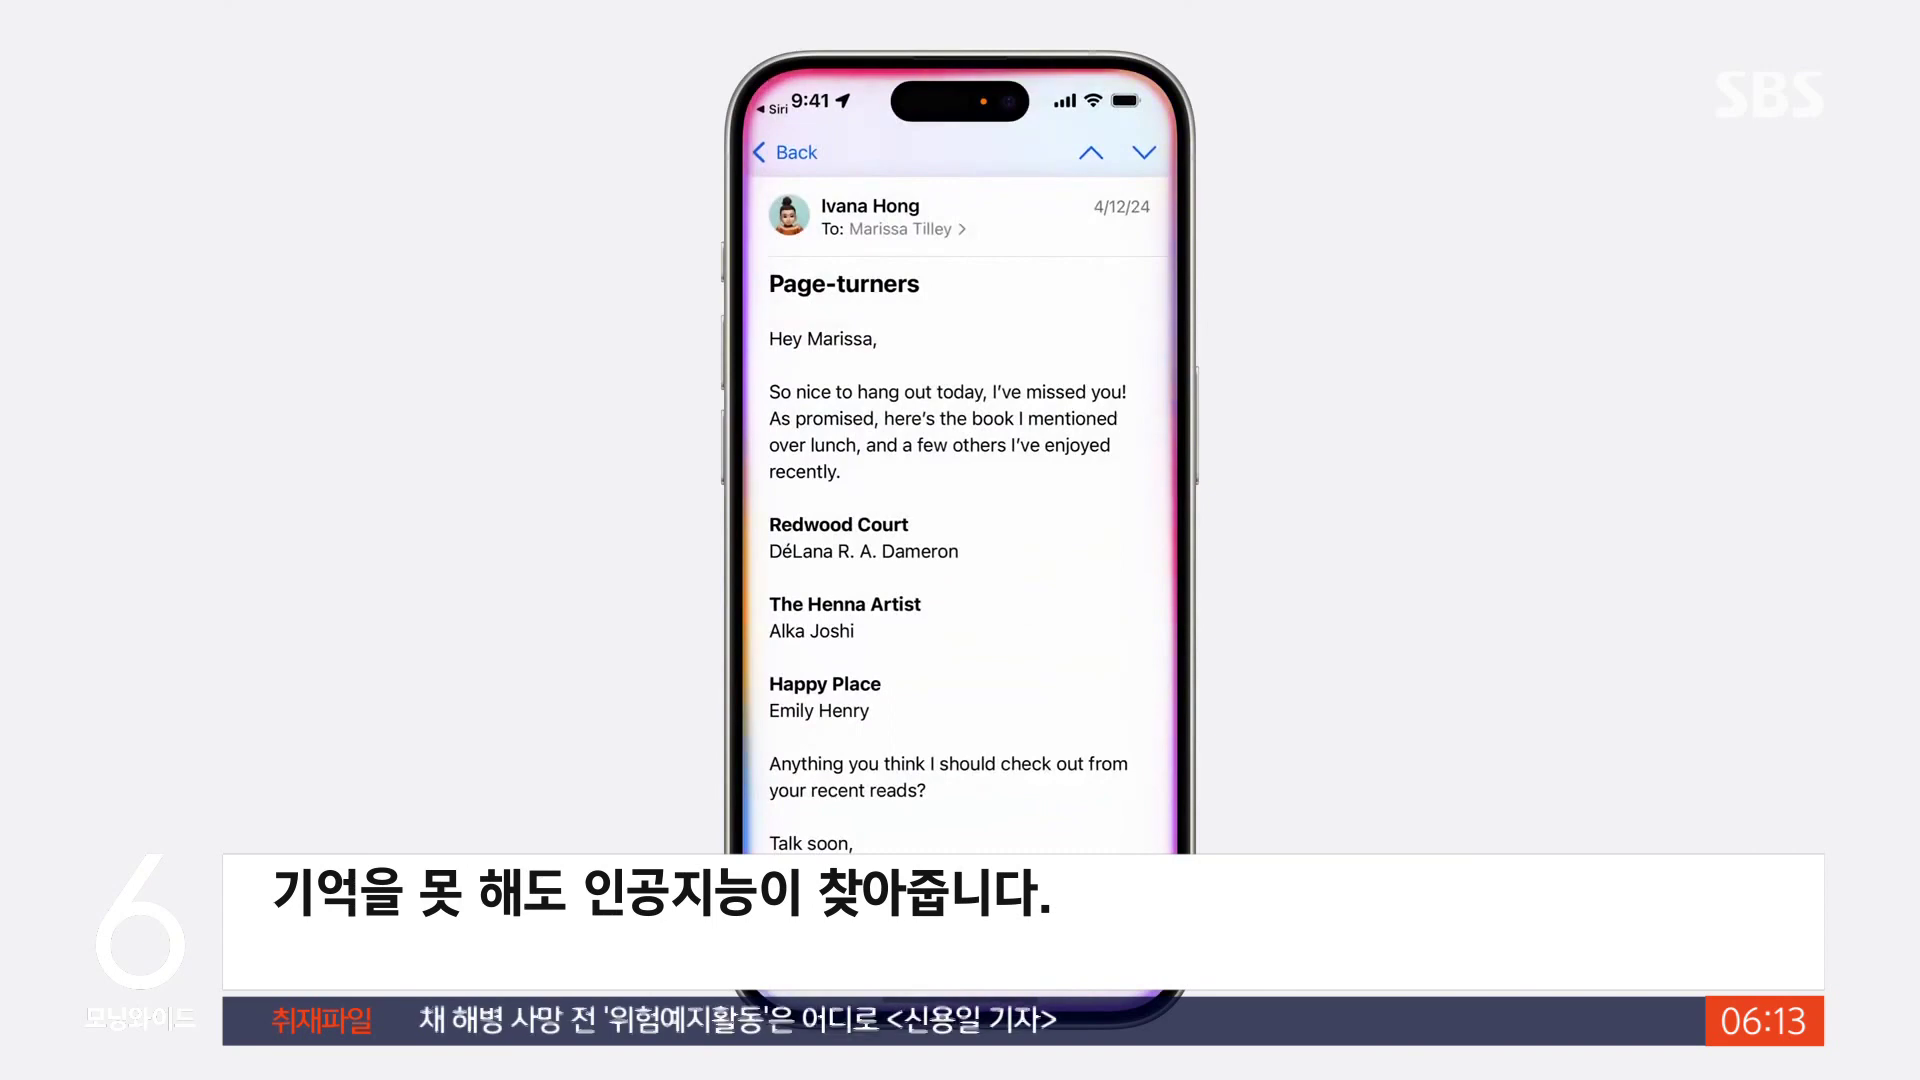 SBS
Siri 9:41
Back
Ivana Hong
4/12/24
To: Marissa Tilley
Page-turners
Hey Marissa,
So nice to hang out today, I've missed you!
As promised, here's the book I mentioned
over lunch, and a few others I've enjoyed
recently.
Redwood Court
DéLana R. A. Dameron
The Henna Artist
Alka Joshi
Happy Place
Emily Henry
Anything you think I should check out from
your recent reads?
Talk soon,
기억을 못 해도 인공지능이 찾아줍니다.
6
모닝와이드
취재파일 채 해병 사망 전 '위험예지활동'은 어디로 <신용일 기자>
06:13